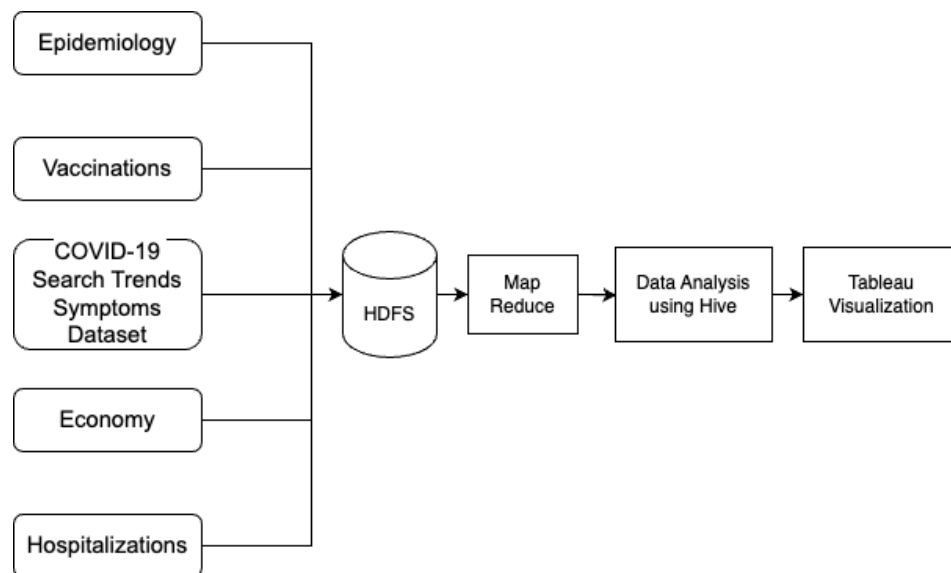 Epidemiology
Vaccinations
COVID-19
Search Trends
Symptoms
Dataset
Economy
Hospitalizations
HDFS
Map
Reduce
Data Analysis
using Hive
Tableau
Visualization